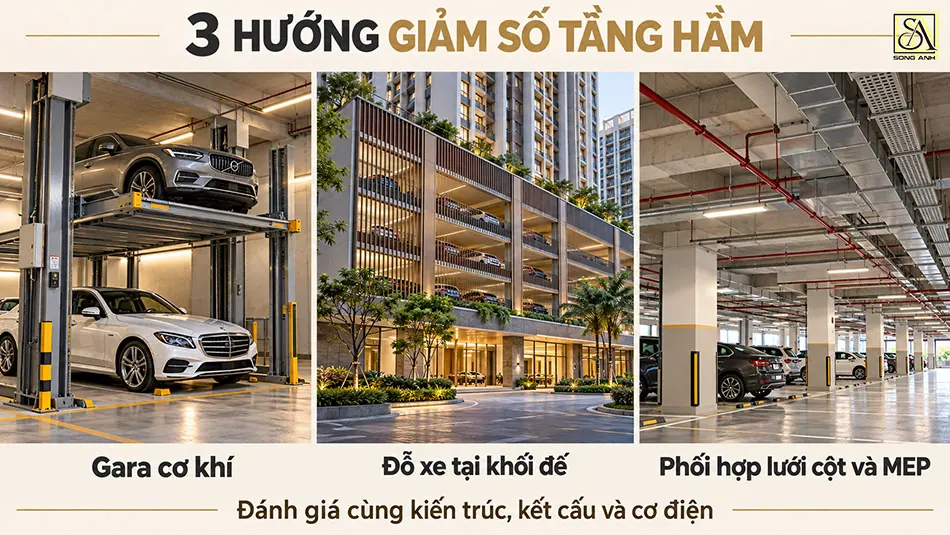 3 HƯỚNG GIẢM SỐ TẦNG HẦM
SA
SONG ANH
Gara cơ khí
Đỗ xe tại khối đế
Phối hợp lưới cột và MEP
Đánh giá cùng kiến trúc, kết cấu và cơ điện